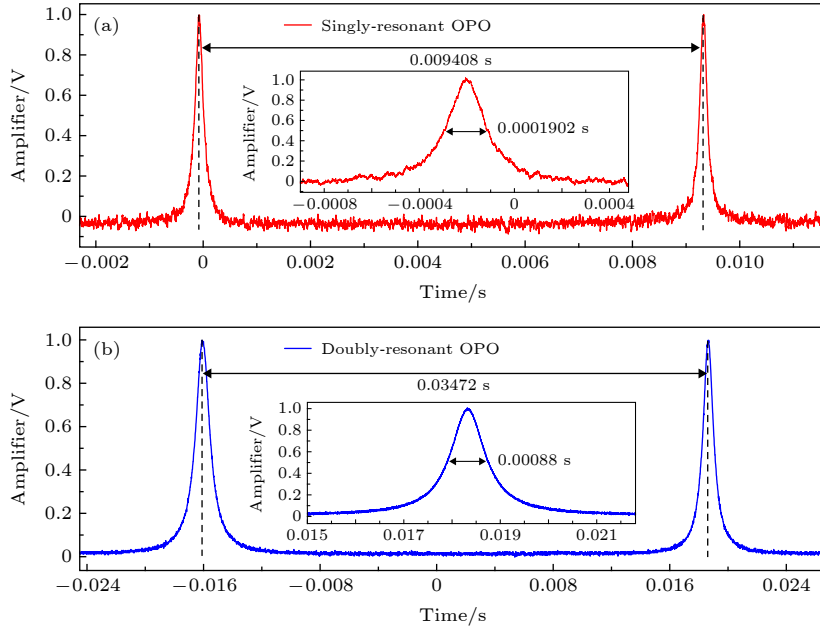 (a)
Singly-resonant OPO
0.009408 s
Amplifier/V
1.0
0.8
0.6
0.4
0.2
0
Amplifier/V
1.0
0.8
0.6
0.4
0.2
0
0.0001902 s
−0.0008 −0.0004 0 0.0004
−0.002 0 0.002 0.004 0.006 0.008 0.010
Time/s
(b)
Doubly-resonant OPO
0.03472 s
Amplifier/V
1.0
0.8
0.6
0.4
0.2
0
Amplifier/V
1.0
0.8
0.6
0.4
0.2
0
0.00088 s
0.015 0.017 0.019 0.021
−0.024 −0.016 −0.008 0 0.008 0.016 0.024
Time/s